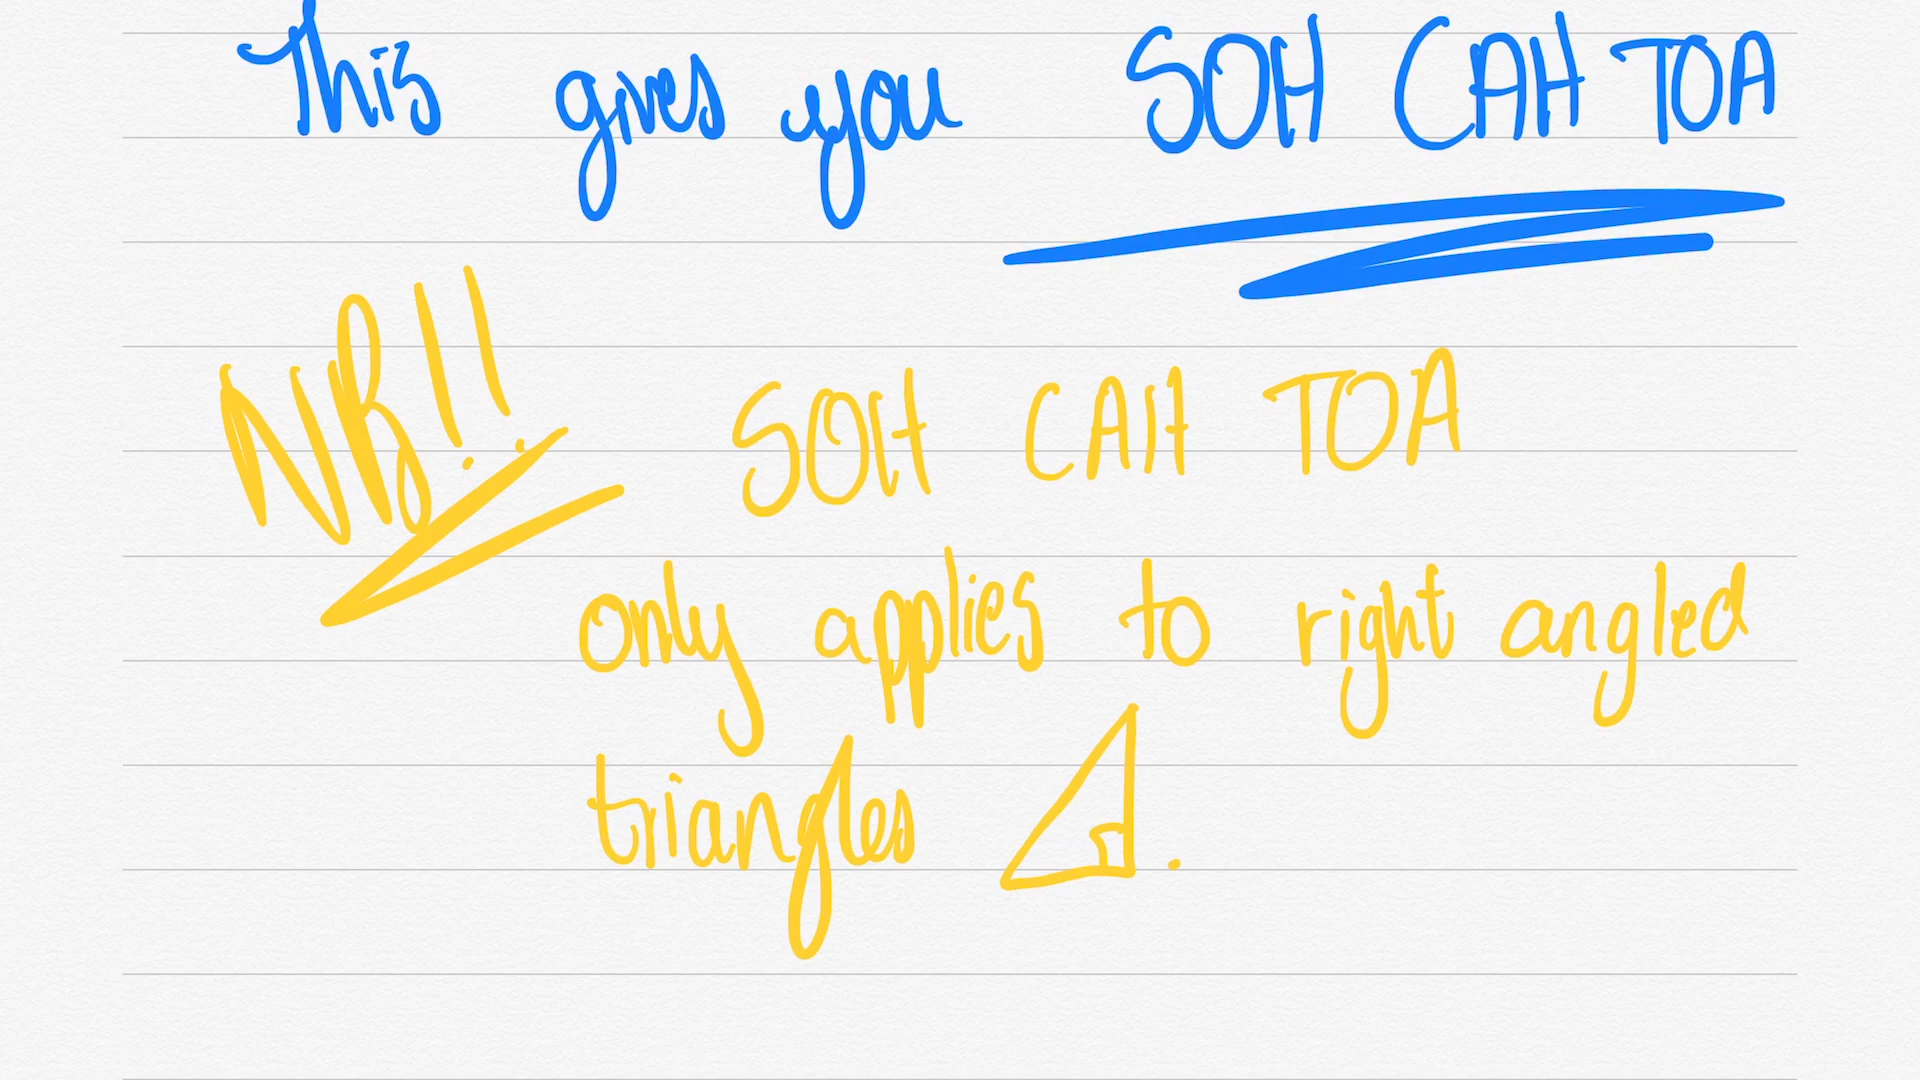 This gives you SOH CAH TOA
NB!! SOH CAH TOA
only applies to right angled
triangles .